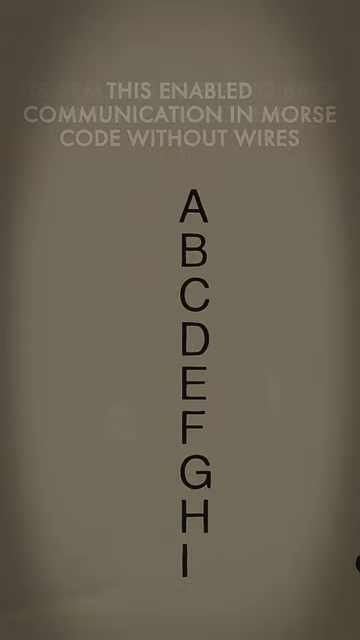 THIS ENABLED
COMMUNICATION IN MORSE
CODE WITHOUT WIRES
A
B
C
D
E
F
G
H
I